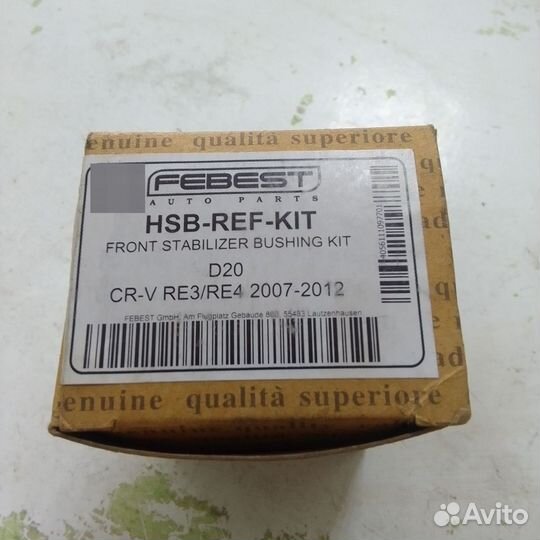 enuine qualità superiore
FEBEST
AUTO PARTS
HSB-REF-KIT
FRONT STABILIZER BUSHING KIT
D20
CR-V RE3/RE4 2007-2012
FEBEST GmbH, Am Flugplatz Gebaude 860, 55483 Lautzenhausen
4056111097701
enuine qualità superiore
Avito